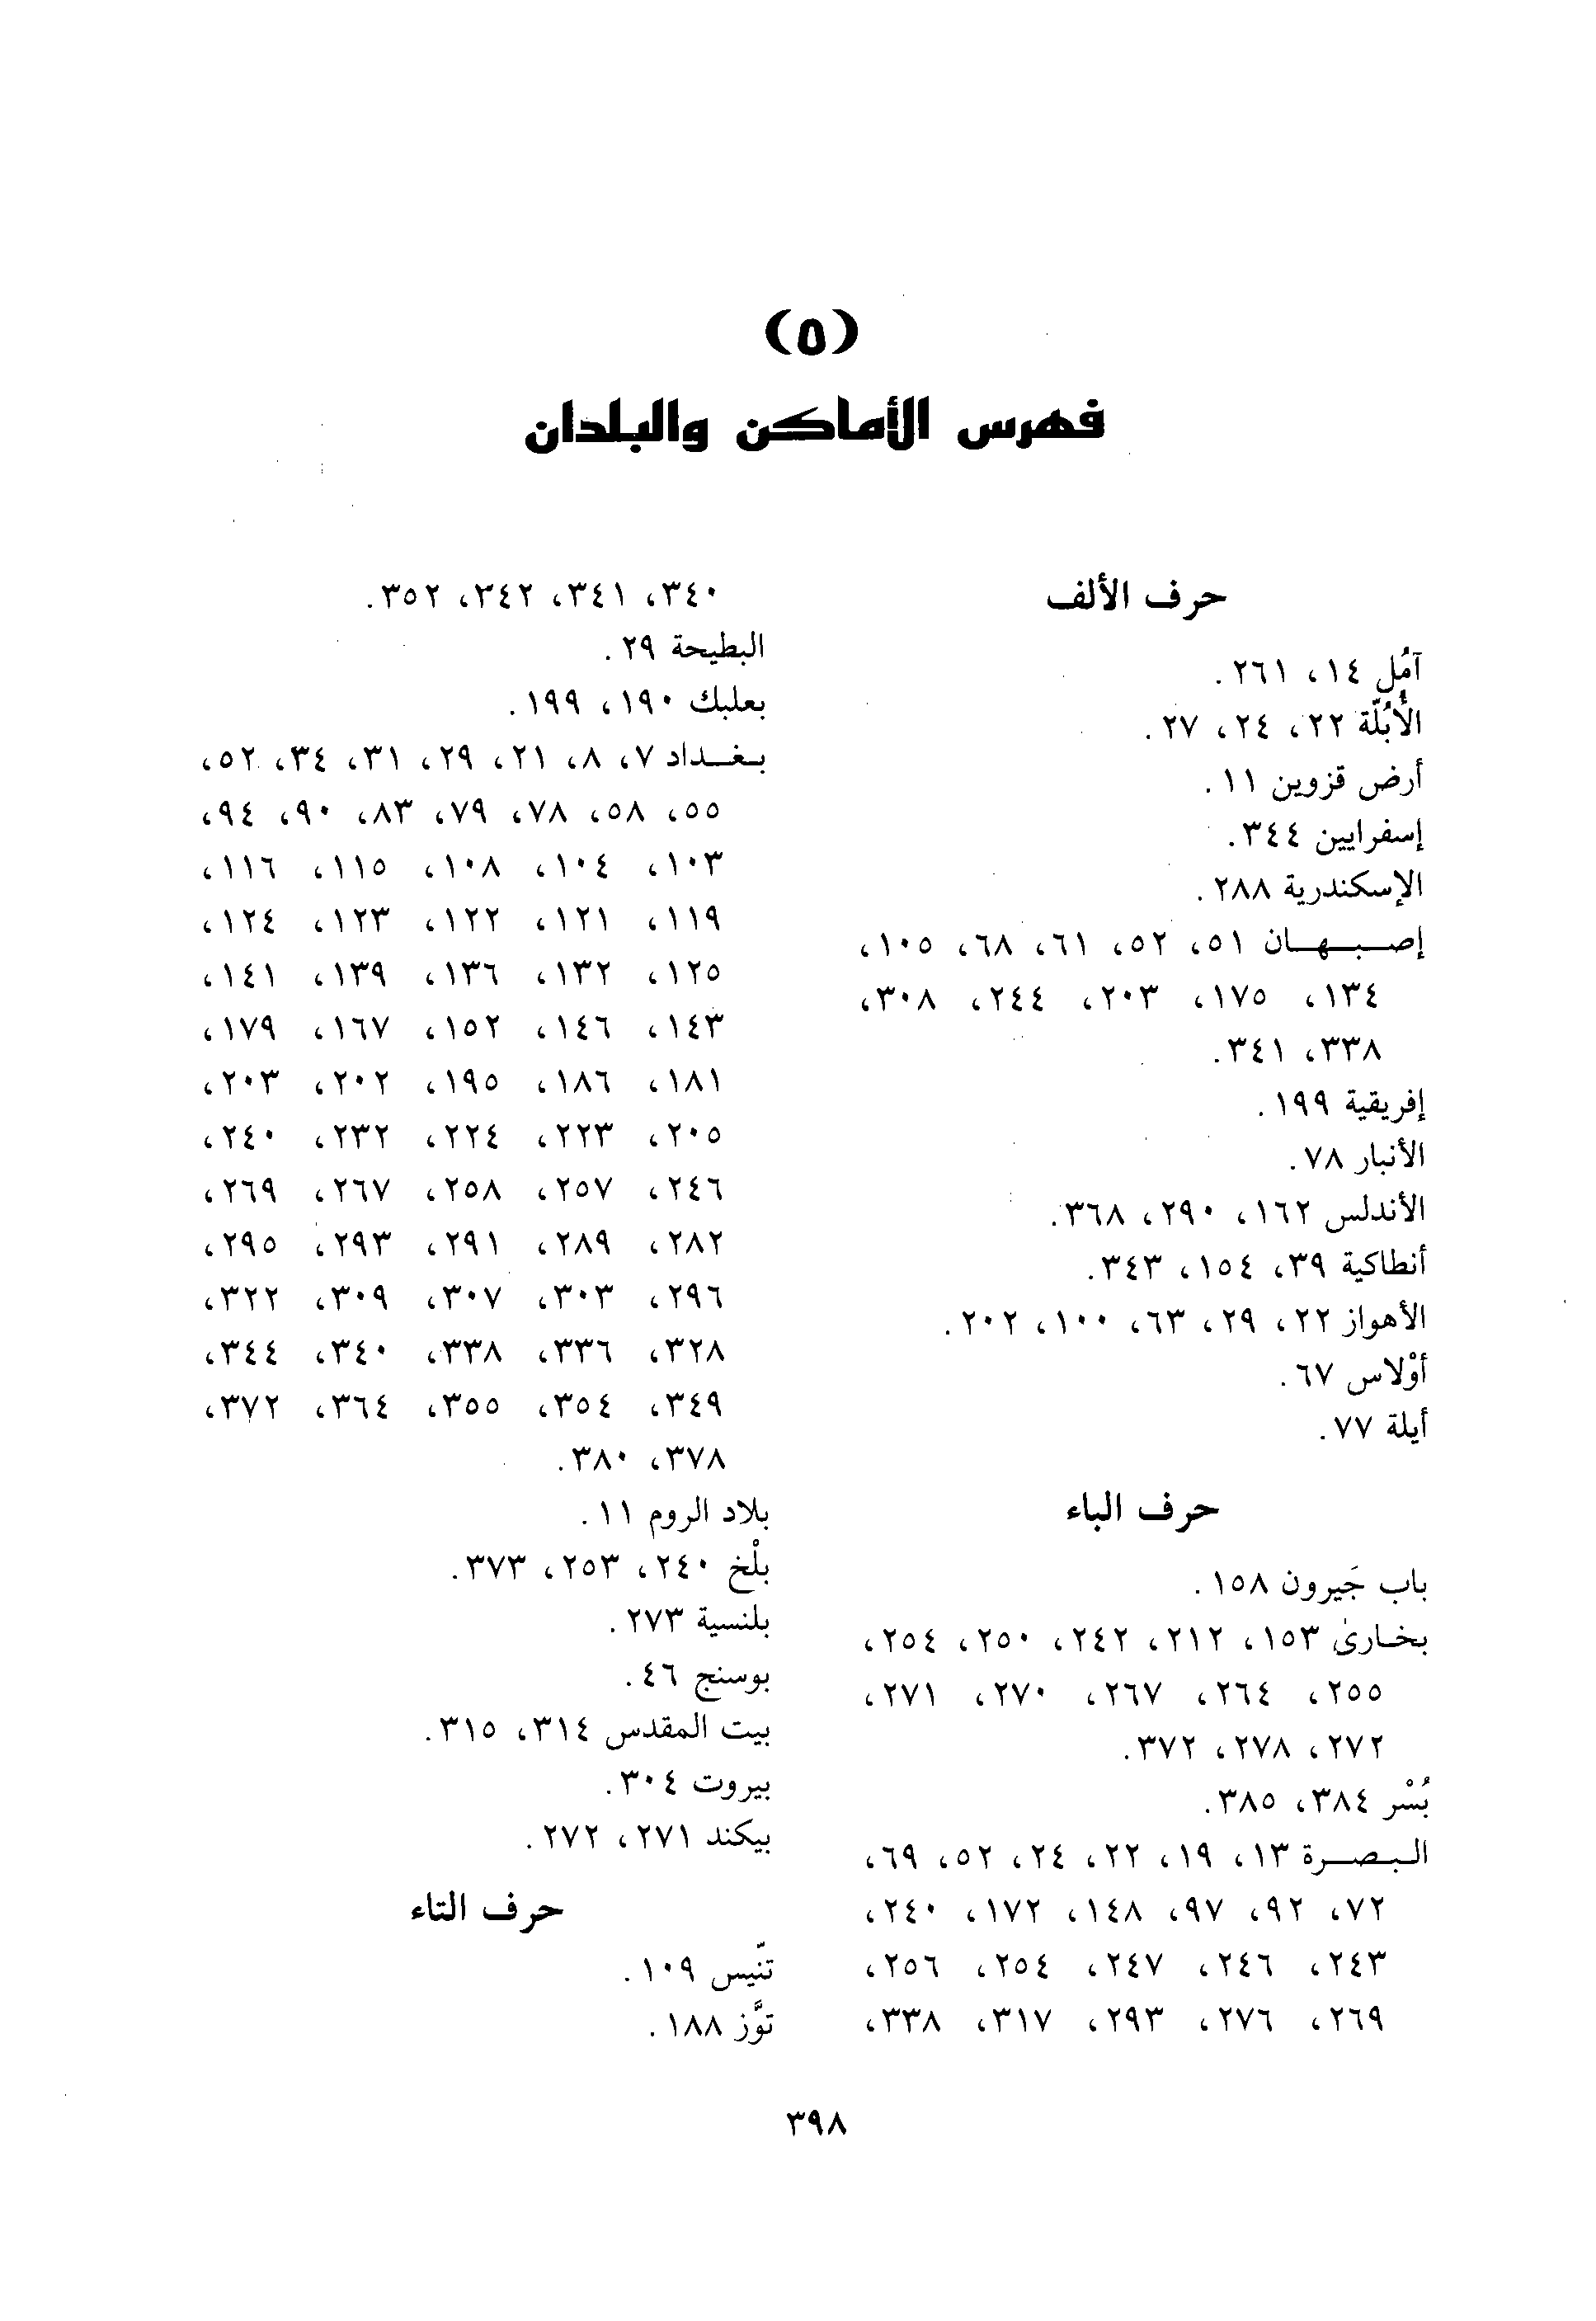 (٥)
فهرس الأماكن والبلدان
حرف الألف
آمُل ١٤، ٢٦١.
الأُبُلّة ٢٢، ٢٤، ٢٧.
أرض قزوين ١١.
إسفرايين ٣٤٤.
الإسكندرية ٢٨٨.
إصبهان ٥١، ٥٢، ٦١، ٦٨، ١٠٥،
١٣٤، ١٧٥، ٢٠٣، ٢٤٤، ٣٠٨،
٣٣٨، ٣٤١.
إفريقية ١٩٩.
الأنبار ٧٨.
الأندلس ١٦٢، ٢٩٠، ٣٦٨.
أنطاكية ٣٩، ١٥٤، ٣٤٣.
الأهواز ٢٢، ٢٩، ٦٣، ١٠٠، ٢٠٢.
أوْلاس ٦٧.
أيلة ٧٧.
حرف الباء
باب جَيرون ١٥٨.
بخارىٰ ١٥٣، ٢١٢، ٢٤٢، ٢٥٠، ٢٥٤،
٢٥٥، ٢٦٤، ٢٦٧، ٢٧٠، ٢٧١،
٢٧٢، ٢٧٨، ٣٧٢.
بُسْر ٣٨٤، ٣٨٥.
البصرة ١٣، ١٩، ٢٢، ٢٤، ٥٢، ٦٩،
٧٢، ٩٢، ٩٧، ١٤٨، ١٧٢، ٢٤٠،
٢٤٣، ٢٤٦، ٢٤٧، ٢٥٤، ٢٥٦،
٢٦٩، ٢٧٦، ٢٩٣، ٣١٧، ٣٣٨،
٣٤٠، ٣٤١، ٣٤٢، ٣٥٢.
البطيحة ٢٩.
بعلبك ١٩٠، ١٩٩.
بغداد ٧، ٨، ٢١، ٢٩، ٣١، ٣٤، ٥٢،
٥٥، ٥٨، ٧٨، ٧٩، ٨٣، ٩٠، ٩٤،
١٠٣، ١٠٤، ١٠٨، ١١٥، ١١٦،
١١٩، ١٢١، ١٢٢، ١٢٣، ١٢٤،
١٢٥، ١٣٢، ١٣٦، ١٣٩، ١٤١،
١٤٣، ١٤٦، ١٥٢، ١٦٧، ١٧٩،
١٨١، ١٨٦، ١٩٥، ٢٠٢، ٢٠٣،
٢٠٥، ٢٢٣، ٢٢٤، ٢٣٢، ٢٤٠،
٢٤٦، ٢٥٧، ٢٥٨، ٢٦٧، ٢٦٩،
٢٨٢، ٢٨٩، ٢٩١، ٢٩٣، ٢٩٥،
٢٩٦، ٣٠٣، ٣٠٧، ٣٠٩، ٣٢٢،
٣٢٨، ٣٣٦، ٣٣٨، ٣٤٠، ٣٤٤،
٣٤٩، ٣٥٤، ٣٥٥، ٣٦٤، ٣٧٢،
٣٧٨، ٣٨٠.
بلاد الروم ١١.
بلْخ ٢٤٠، ٢٥٣، ٣٧٣.
بلنسية ٢٧٣.
بوسنج ٤٦.
بيت المقدس ٣١٤، ٣١٥.
بيروت ٣٠٤.
بيكند ٢٧١، ٢٧٢.
حرف التاء
تنّيس ١٠٩.
توَّز ١٨٨.
٣٩٨